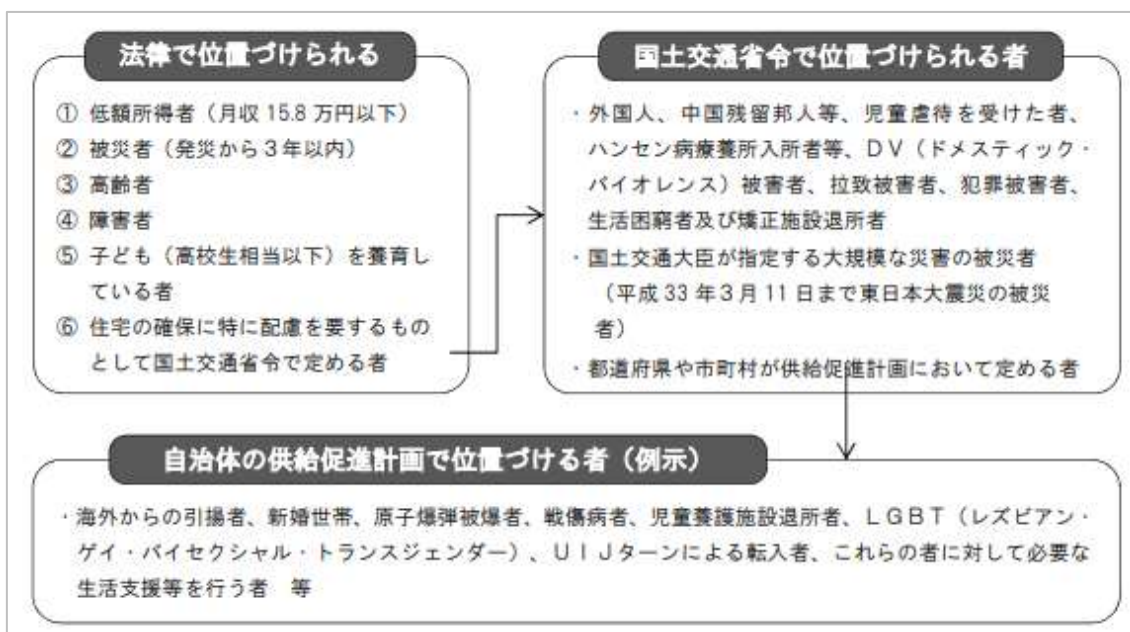 法律で位置づけられる
① 低額所得者（月収 15.8 万円以下）
② 被災者（発災から３年以内）
③ 高齢者
④ 障害者
⑤ 子ども（高校生相当以下）を養育し
ている者
⑥ 住宅の確保に特に配慮を要するもの
として国土交通省令で定める者
国土交通省令で位置づけられる者
・外国人、中国残留邦人等、児童虐待を受けた者、
ハンセン病療養所入所者等、ＤＶ（ドメスティック・
バイオレンス）被害者、拉致被害者、犯罪被害者、
生活困窮者及び矯正施設退所者
・国土交通大臣が指定する大規模な災害の被災者
（平成 33 年３月 11 日まで東日本大震災の被災
者）
・都道府県や市町村が供給促進計画において定める者
自治体の供給促進計画で位置づける者（例示）
・海外からの引揚者、新婚世帯、原子爆弾被爆者、戦傷病者、児童養護施設退所者、ＬＧＢＴ（レズビアン・
ゲイ・バイセクシャル・トランスジェンダー）、ＵＩＪターンによる転入者、これらの者に対して必要な
生活支援等を行う者　等